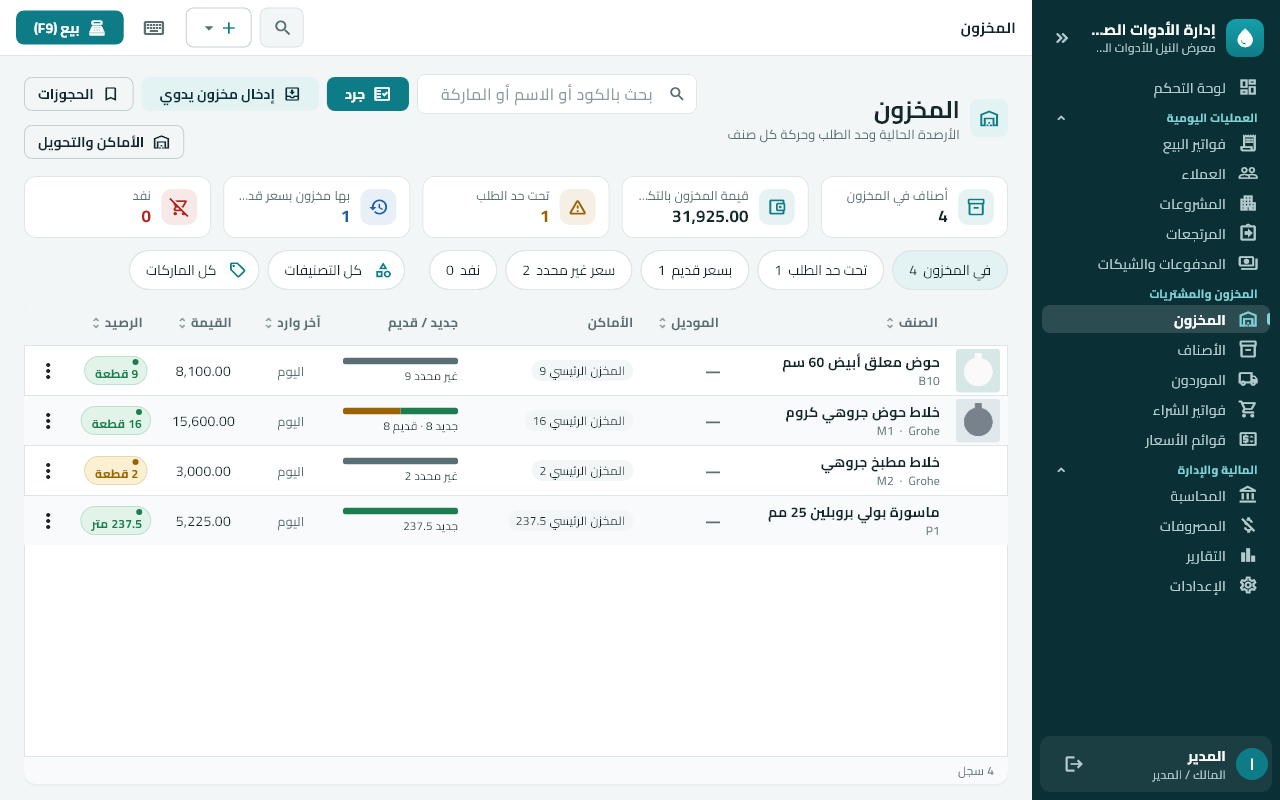 إدارة الأدوات الص...
معرض النيل للأدوات الـ...
لوحة التحكم
العمليات اليومية
فواتير البيع
العملاء
المشروعات
المرتجعات
المدفوعات والشيكات
المخزون والمشتريات
المخزون
الأصناف
الموردون
فواتير الشراء
قوائم الأسعار
المالية والإدارة
المحاسبة
المصروفات
التقارير
الإعدادات
ا
المدير
المالك / المدير
المخزون
بيع (F9)
المخزون
الأرصدة الحالية وحد الطلب وحركة كل صنف
بحث بالكود أو الاسم أو الماركة
جرد
إدخال مخزون يدوي
الحجوزات
الأماكن والتحويل
أصناف في المخزون
4
قيمة المخزون بالتك...
31,925.00
تحت حد الطلب
1
بها مخزون بسعر قد...
1
نفد
0
في المخزون 4
تحت حد الطلب 1
بسعر قديم 1
سعر غير محدد 2
نفد 0
كل التصنيفات
كل الماركات
الصنف الموديل الأماكن جديد / قديم آخر وارد القيمة الرصيد
حوض معلق أبيض 60 سم
B10
—
المخزن الرئيسي 9
غير محدد 9
اليوم
8,100.00
9 قطعة
خلاط حوض جروهي كروم
M1 · Grohe
—
المخزن الرئيسي 16
جديد 8 · قديم 8
اليوم
15,600.00
16 قطعة
خلاط مطبخ جروهي
M2 · Grohe
—
المخزن الرئيسي 2
غير محدد 2
اليوم
3,000.00
2 قطعة
ماسورة بولي بروبلين 25 مم
P1
—
المخزن الرئيسي 237.5
جديد 237.5
اليوم
5,225.00
237.5 متر
4 سجل